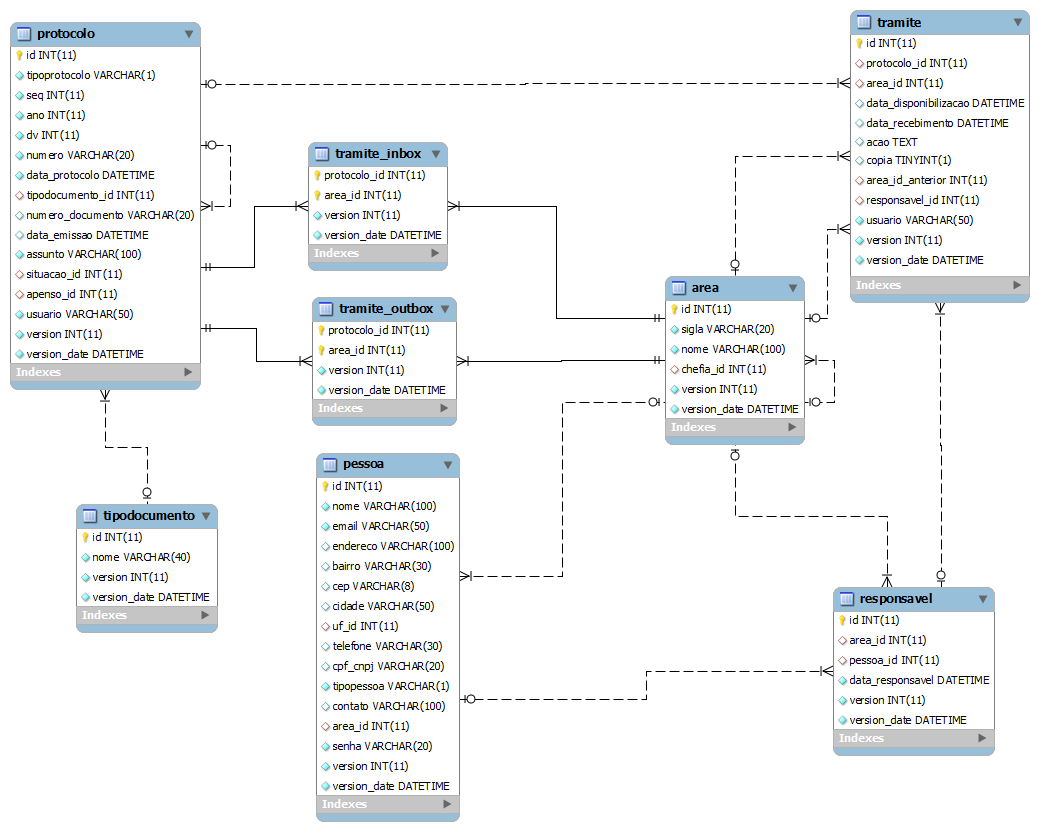 protocolo
id INT(11)
tipoprotocolo VARCHAR(1)
seq INT(11)
ano INT(11)
dv INT(11)
numero VARCHAR(20)
data_protocolo DATETIME
tipodocumento_id INT(11)
numero_documento VARCHAR(20)
data_emissao DATETIME
assunto VARCHAR(100)
situacao_id INT(11)
apenso_id INT(11)
usuario VARCHAR(50)
version INT(11)
version_date DATETIME
Indexes
tramite_inbox
protocolo_id INT(11)
area_id INT(11)
version INT(11)
version_date DATETIME
Indexes
tramite_outbox
protocolo_id INT(11)
area_id INT(11)
version INT(11)
version_date DATETIME
Indexes
tramite
id INT(11)
protocolo_id INT(11)
area_id INT(11)
data_disponibilizacao DATETIME
data_recebimento DATETIME
acao TEXT
copia TINYINT(1)
area_id_anterior INT(11)
responsavel_id INT(11)
usuario VARCHAR(50)
version INT(11)
version_date DATETIME
Indexes
area
id INT(11)
sigla VARCHAR(20)
nome VARCHAR(100)
chefia_id INT(11)
version INT(11)
version_date DATETIME
Indexes
tipodocumento
id INT(11)
nome VARCHAR(40)
version INT(11)
version_date DATETIME
Indexes
pessoa
id INT(11)
nome VARCHAR(100)
email VARCHAR(50)
endereco VARCHAR(100)
bairro VARCHAR(30)
cep VARCHAR(8)
cidade VARCHAR(50)
uf_id INT(11)
telefone VARCHAR(30)
cpf_cnpj VARCHAR(20)
tipopessoa VARCHAR(1)
contato VARCHAR(100)
area_id INT(11)
senha VARCHAR(20)
version INT(11)
version_date DATETIME
Indexes
responsavel
id INT(11)
area_id INT(11)
pessoa_id INT(11)
data_responsavel DATETIME
version INT(11)
version_date DATETIME
Indexes